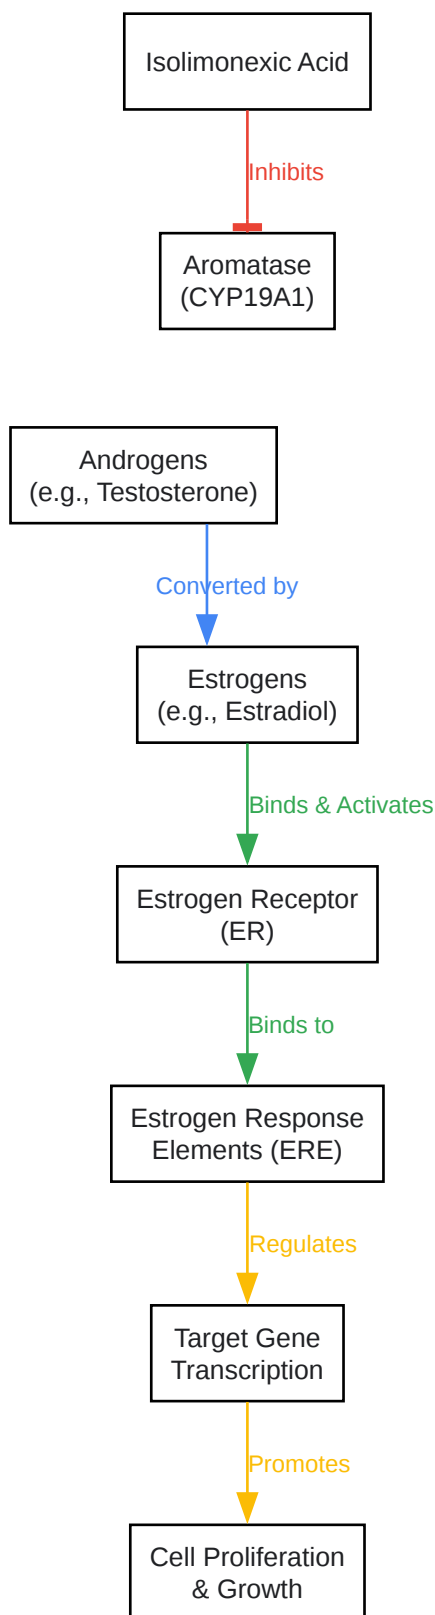 Isolimonexic Acid
Inhibits
Aromatase
(CYP19A1)
Androgens
(e.g., Testosterone)
Converted by
Estrogens
(e.g., Estradiol)
Binds & Activates
Estrogen Receptor
(ER)
Binds to
Estrogen Response
Elements (ERE)
Regulates
Target Gene
Transcription
Promotes
Cell Proliferation
& Growth